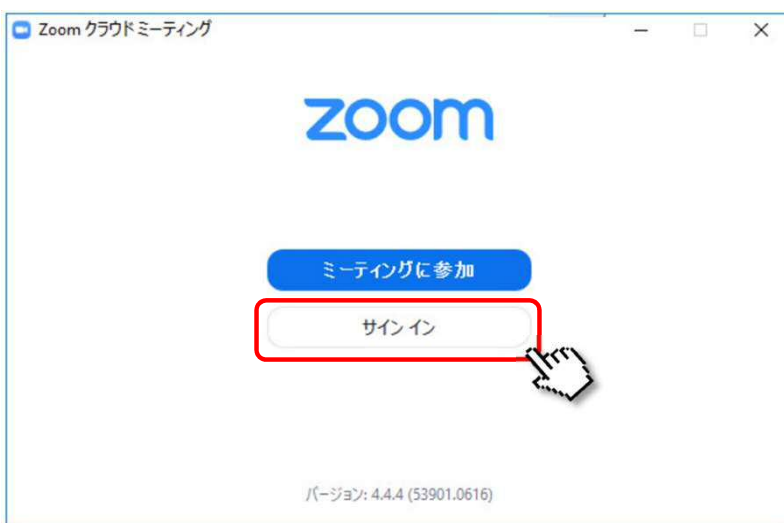 Zoom クラウドミーティング
zoom
ミーティングに参加
サイン イン
バージョン: 4.4.4 (53901.0616)